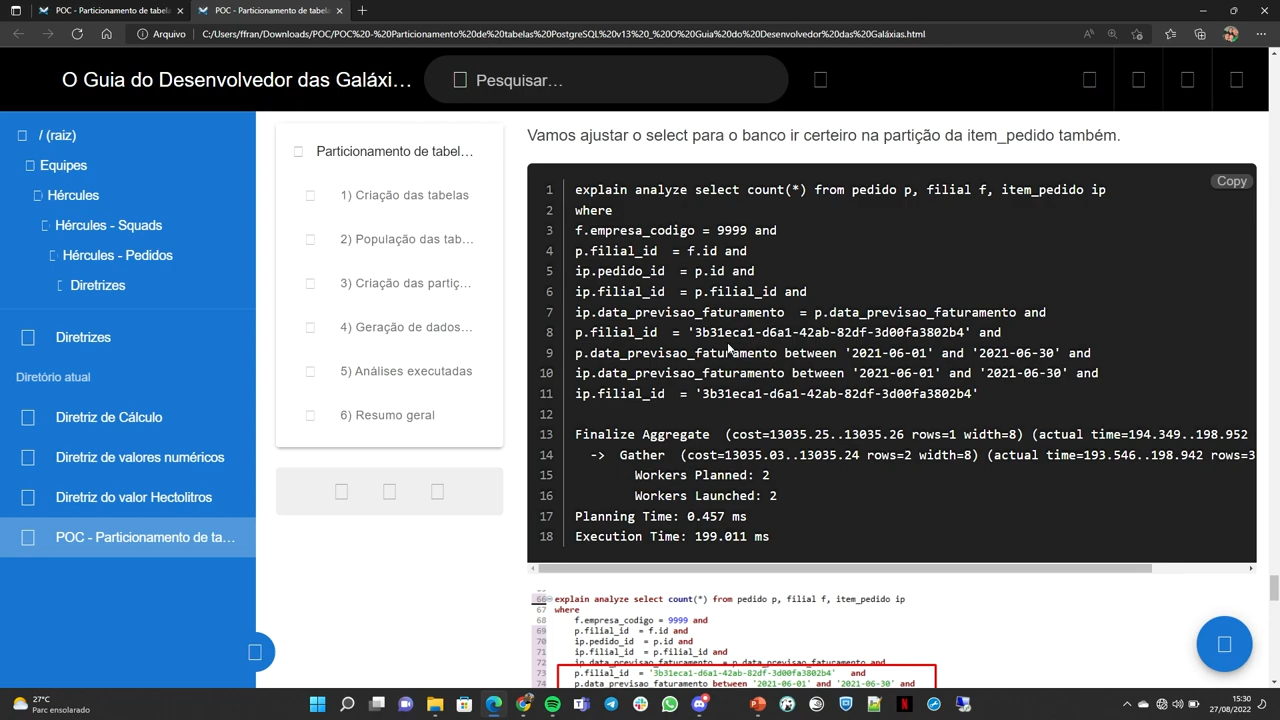 POC - Particionamento de tabela
POC - Particionamento de tabela
Arquivo
C:/Users/ffran/Downloads/POC/POC%20-%20Particionamento%20de%20tabelas%20PostgreSQL%20v13%20_%20O%20Guia%20do%20Desenvolvedor%20das%20Galáxias.html
O Guia do Desenvolvedor das Galáxi...
Pesquisar...
/ (raiz)
Equipes
Hércules
Hércules - Squads
Hércules - Pedidos
Diretrizes
Diretrizes
Diretório atual
Diretriz de Cálculo
Diretriz de valores numéricos
Diretriz do valor Hectolitros
POC - Particionamento de ta...
Particionamento de tabel...
1) Criação das tabelas
2) População das tab...
3) Criação das partiç...
4) Geração de dados...
5) Análises executadas
6) Resumo geral
Vamos ajustar o select para o banco ir certeiro na partição da item_pedido também.
Copy
1 explain analyze select count(*) from pedido p, filial f, item_pedido ip
2 where
3 f.empresa_codigo = 9999 and
4 p.filial_id  = f.id and
5 ip.pedido_id  = p.id and
6 ip.filial_id  = p.filial_id and
7 ip.data_previsao_faturamento  = p.data_previsao_faturamento and
8 p.filial_id  = '3b31eca1-d6a1-42ab-82df-3d00fa3802b4' and
9 p.data_previsao_faturamento between '2021-06-01' and '2021-06-30' and
10 ip.data_previsao_faturamento between '2021-06-01' and '2021-06-30' and
11 ip.filial_id  = '3b31eca1-d6a1-42ab-82df-3d00fa3802b4'
12
13 Finalize Aggregate  (cost=13035.25..13035.26 rows=1 width=8) (actual time=194.349..198.952
14 -> Gather  (cost=13035.03..13035.24 rows=2 width=8) (actual time=193.546..198.942 rows=3
15 Workers Planned: 2
16 Workers Launched: 2
17 Planning Time: 0.457 ms
18 Execution Time: 199.011 ms
66 explain analyze select count(*) from pedido p, filial f, item_pedido ip
67 where
68 f.empresa_codigo = 9999 and
69 p.filial_id  = f.id and
70 ip.pedido_id  = p.id and
71 ip.filial_id  = p.filial_id and
72 ip.data_previsao_faturamento  = p.data_previsao_faturamento and
73 p.filial_id  = '3b31eca1-d6a1-42ab-82df-3d00fa3802b4'  and
74 p.data_previsao_faturamento between '2021-06-01' and '2021-06-30' and
27°C
Parc ensolarado
15:30
27/08/2022